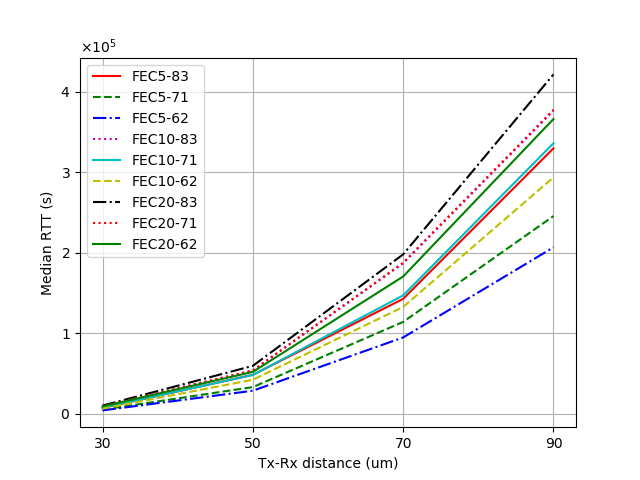 ×10⁵
4
3
2
1
0
Median RTT (s)
FEC5-83
FEC5-71
FEC5-62
FEC10-83
FEC10-71
FEC10-62
FEC20-83
FEC20-71
FEC20-62
30 50 70 90
Tx-Rx distance (um)